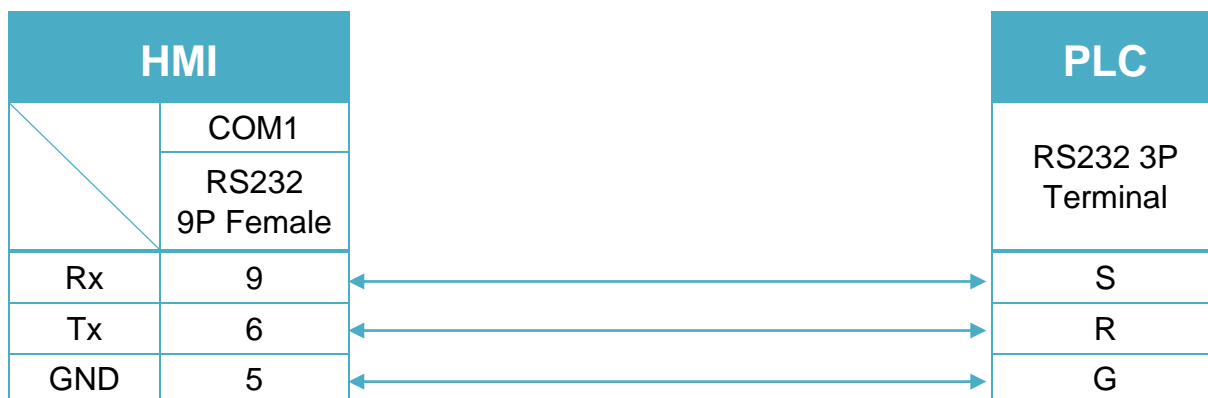 HMI
PLC
COM1
RS232
9P Female
RS232 3P
Terminal
Rx 9 S
Tx 6 R
GND 5 G